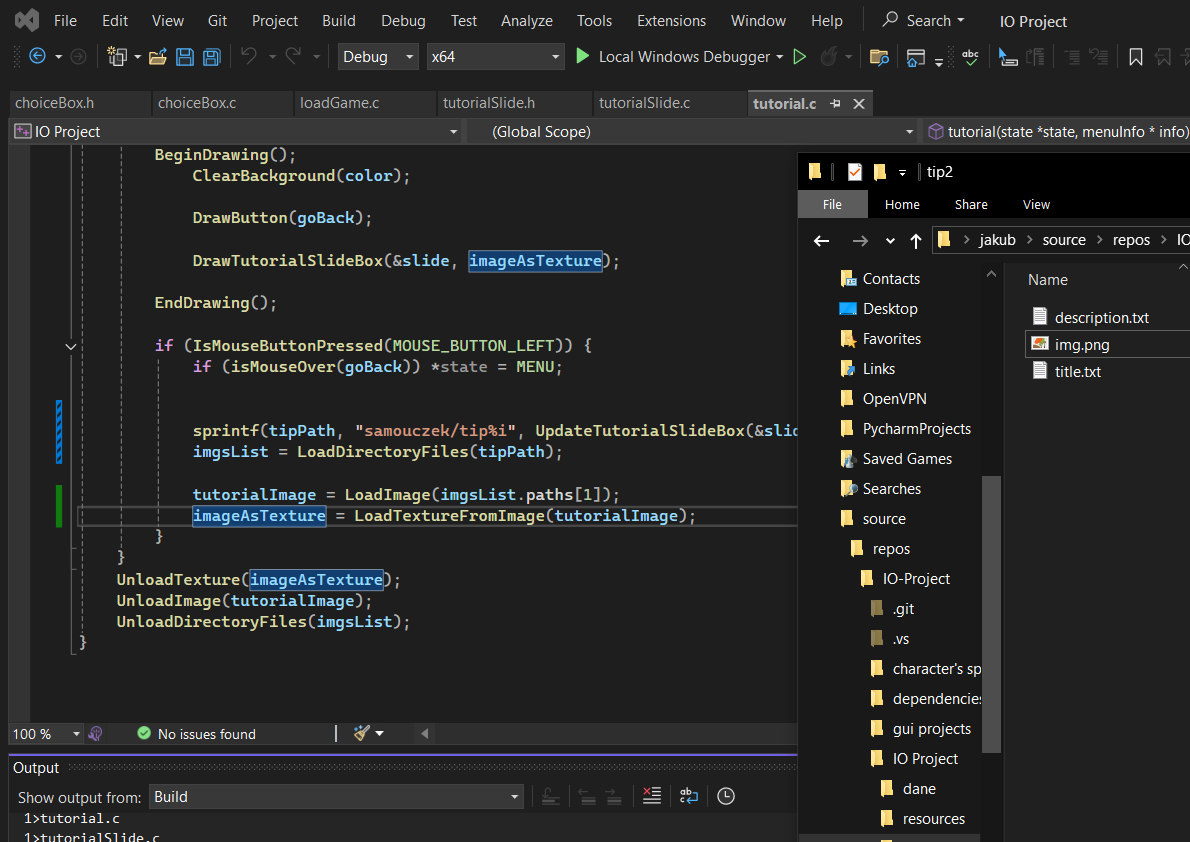 File Edit View Git Project Build Debug Test Analyze Tools Extensions Window Help Search IO Project
Debug x64 Local Windows Debugger
choiceBox.h choiceBox.c loadGame.c tutorialSlide.h tutorialSlide.c tutorial.c
IO Project (Global Scope) tutorial(state *state, menuInfo * info)
BeginDrawing();
ClearBackground(color);
DrawButton(goBack);
DrawTutorialSlideBox(&slide, imageAsTexture);
EndDrawing();
if (IsMouseButtonPressed(MOUSE_BUTTON_LEFT)) {
if (isMouseOver(goBack)) *state = MENU;
sprintf(tipPath, "samouczek/tip%i", UpdateTutorialSlideBox(&slid
imgsList = LoadDirectoryFiles(tipPath);
tutorialImage = LoadImage(imgsList.paths[1]);
imageAsTexture = LoadTextureFromImage(tutorialImage);
}
}
UnloadTexture(imageAsTexture);
UnloadImage(tutorialImage);
UnloadDirectoryFiles(imgsList);
}
100 % No issues found
Output
Show output from: Build
1>tutorial.c
1>tutorialSlide.c
tip2
File Home Share View
jakub source repos IO
Contacts
Desktop
Favorites
Links
OpenVPN
PycharmProjects
Saved Games
Searches
source
repos
IO-Project
.git
.vs
character's sp
dependencies
gui projects
IO Project
dane
resources
Name
description.txt
img.png
title.txt